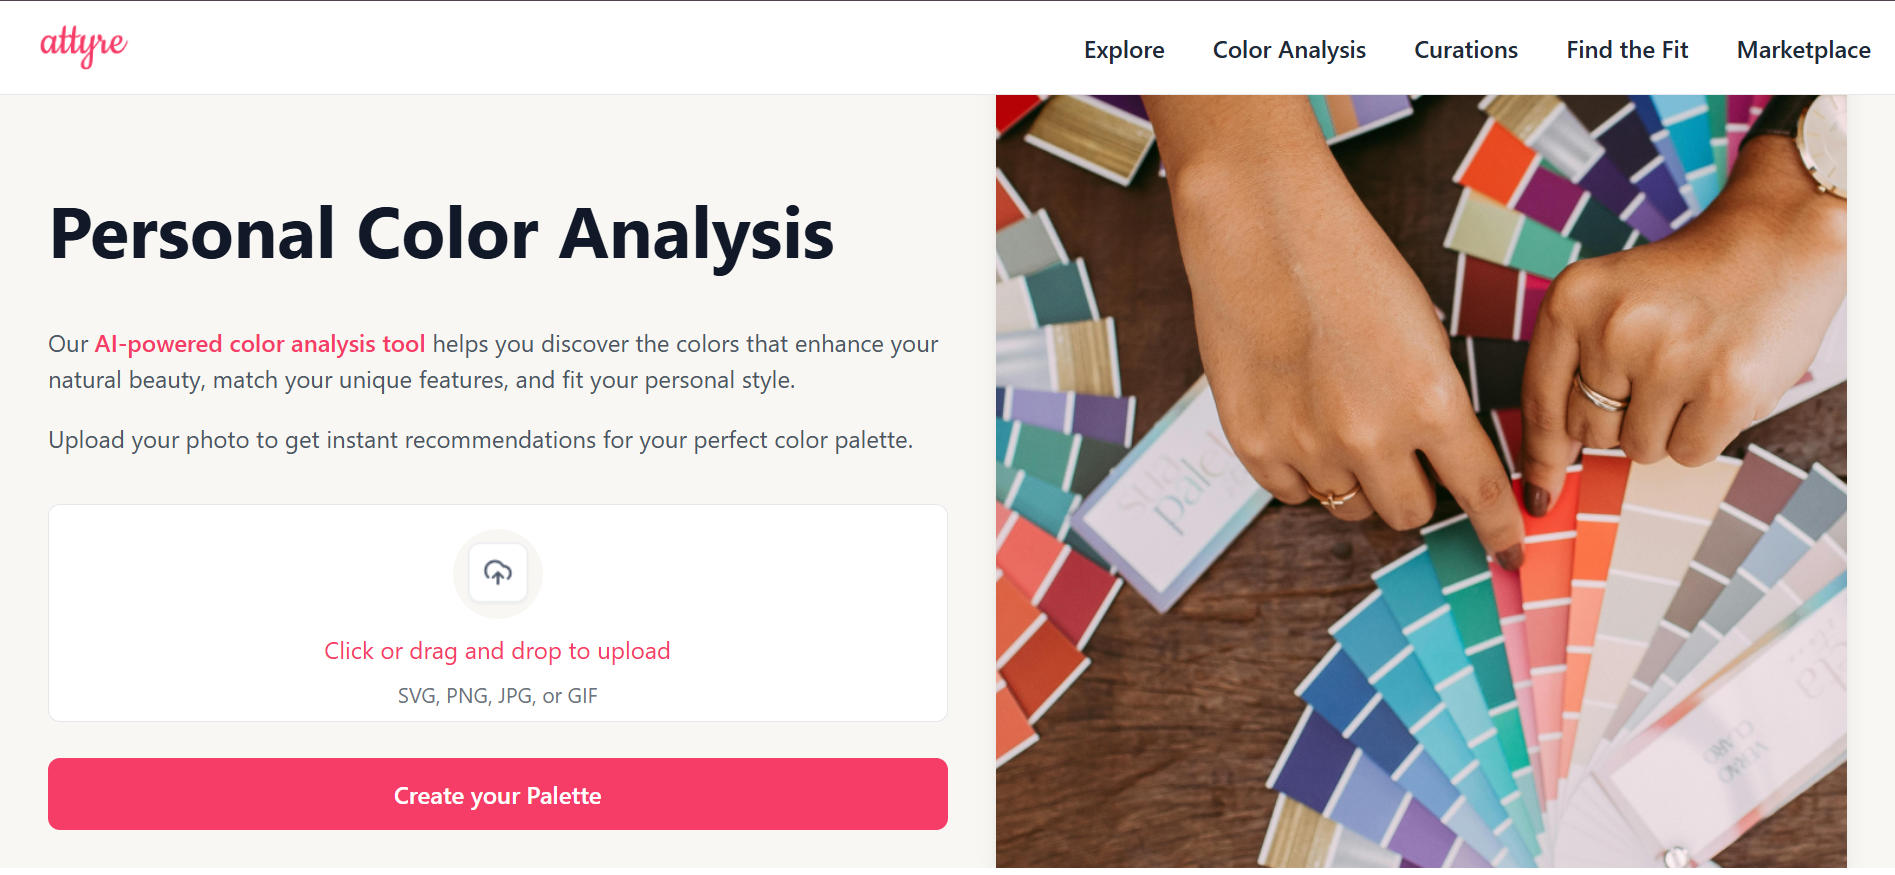 attyre
Explore Color Analysis Curations Find the Fit Marketplace
Personal Color Analysis
Our AI-powered color analysis tool helps you discover the colors that enhance your
natural beauty, match your unique features, and fit your personal style.
Upload your photo to get instant recommendations for your perfect color palette.
Click or drag and drop to upload
SVG, PNG, JPG, or GIF
Create your Palette
sua
CLARO